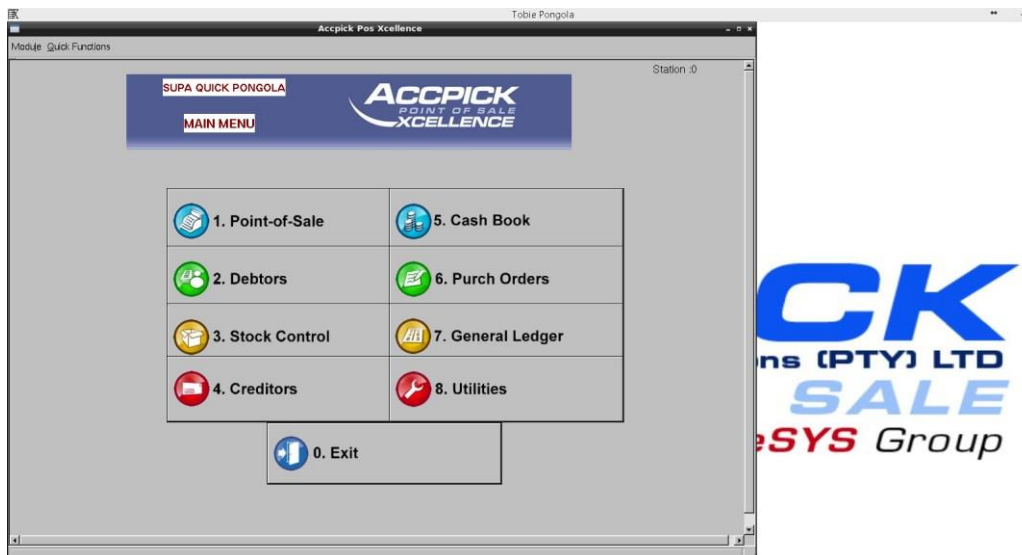 Tobie Pongola
Accpick Pos Xcellence
Module Quick Functions
Station :0
SUPA QUICK PONGOLA
MAIN MENU
ACCPICK
POINT OF SALE
XCELLENCE
1. Point-of-Sale
5. Cash Book
2. Debtors
6. Purch Orders
3. Stock Control
7. General Ledger
4. Creditors
8. Utilities
0. Exit
CK
ns (PTY) LTD
SALE
eSYS Group